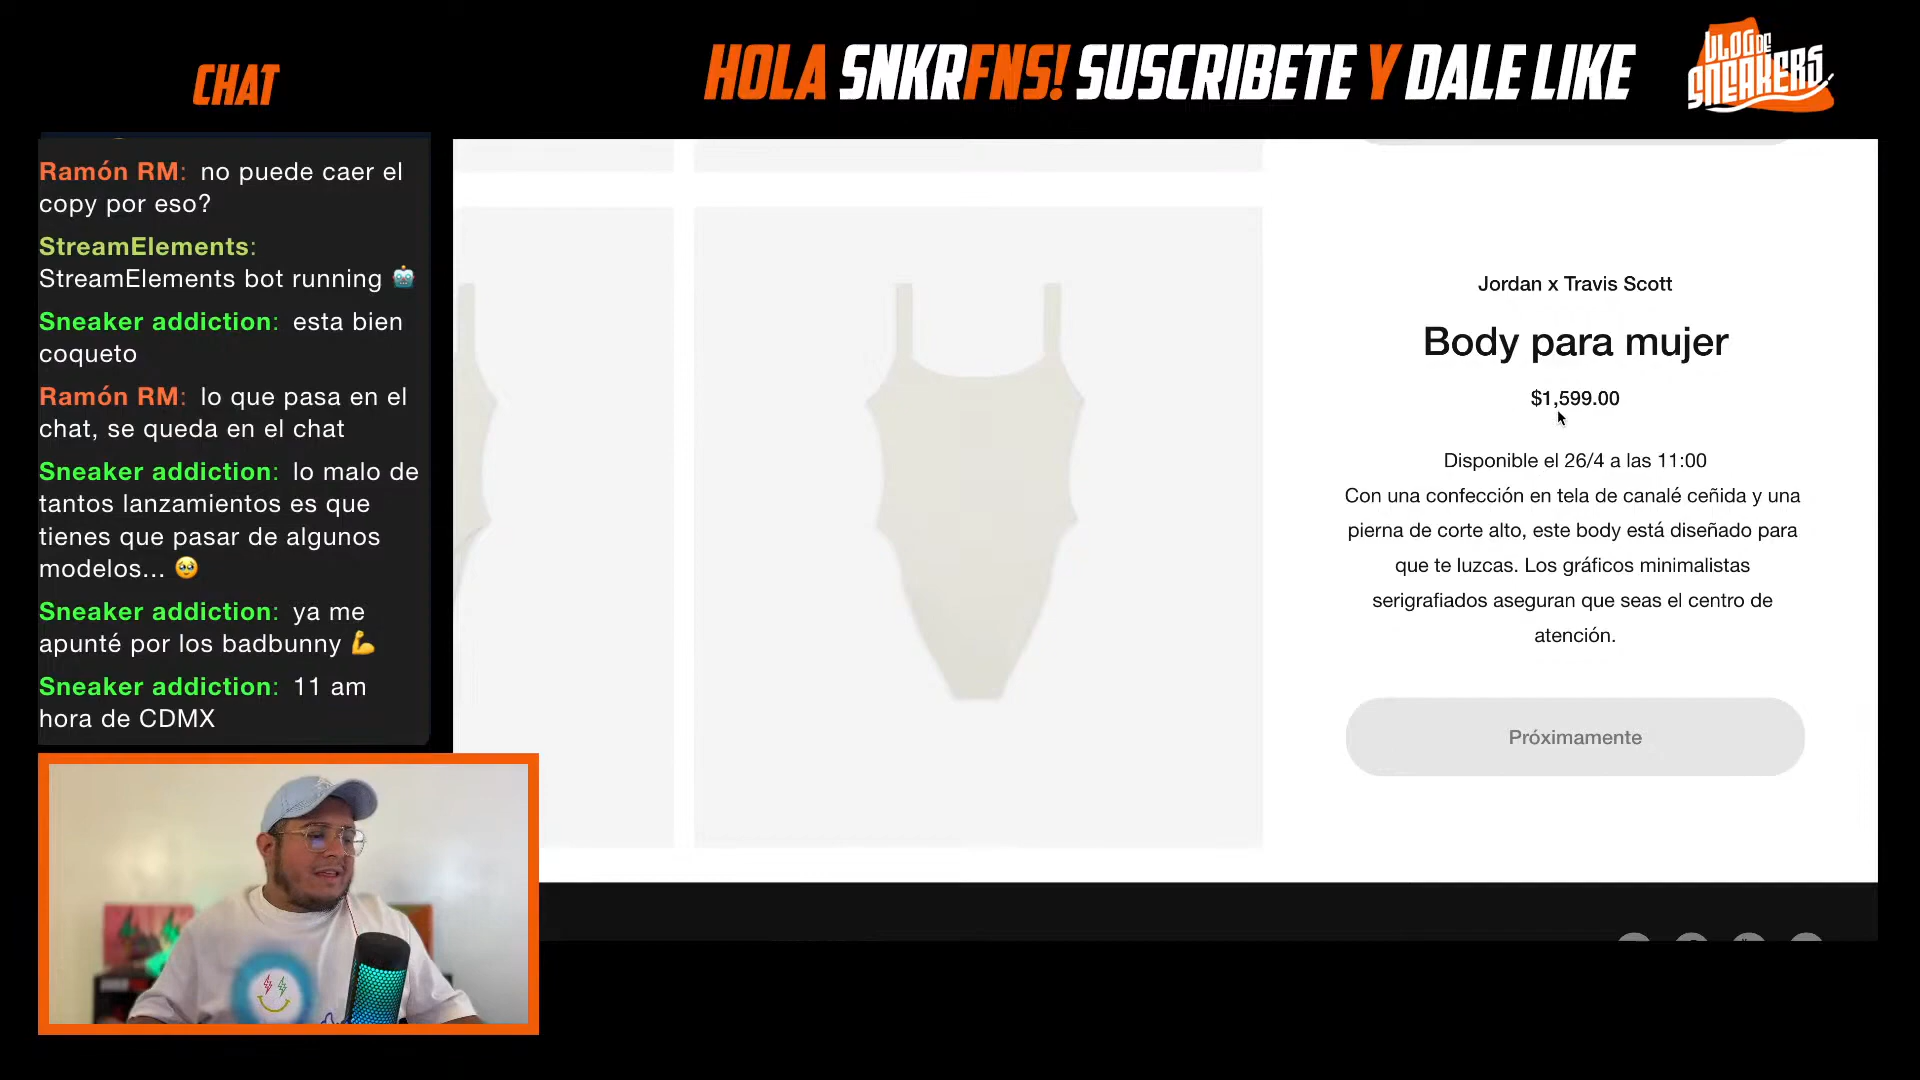 CHAT
HOLA SNKRFNS! SUSCRIBETE Y DALE LIKE
VLOG DE
SNEAKERS
Ramón RM: no puede caer el
copy por eso?
StreamElements:
StreamElements bot running 🤖
Sneaker addiction: esta bien
coqueto
Ramón RM: lo que pasa en el
chat, se queda en el chat
Sneaker addiction: lo malo de
tantos lanzamientos es que
tienes que pasar de algunos
modelos... 🥹
Sneaker addiction: ya me
apunté por los badbunny 💪
Sneaker addiction: 11 am
hora de CDMX
Jordan x Travis Scott
Body para mujer
$1,599.00
Disponible el 26/4 a las 11:00
Con una confección en tela de canalé ceñida y una
pierna de corte alto, este body está diseñado para
que te luzcas. Los gráficos minimalistas
serigrafiados aseguran que seas el centro de
atención.
Próximamente